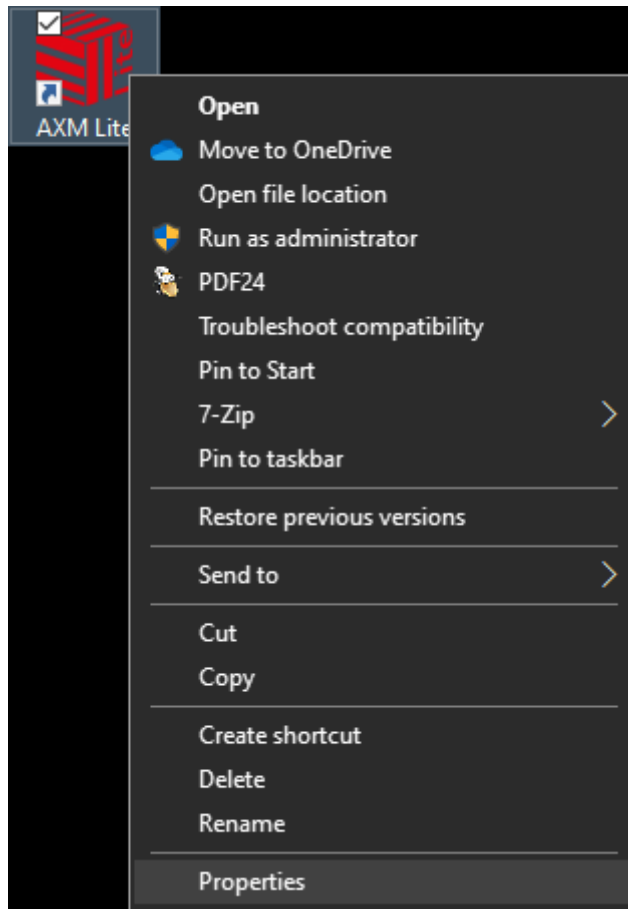 AXM Lite
Open
Move to OneDrive
Open file location
Run as administrator
PDF24
Troubleshoot compatibility
Pin to Start
7-Zip
Pin to taskbar
Restore previous versions
Send to
Cut
Copy
Create shortcut
Delete
Rename
Properties